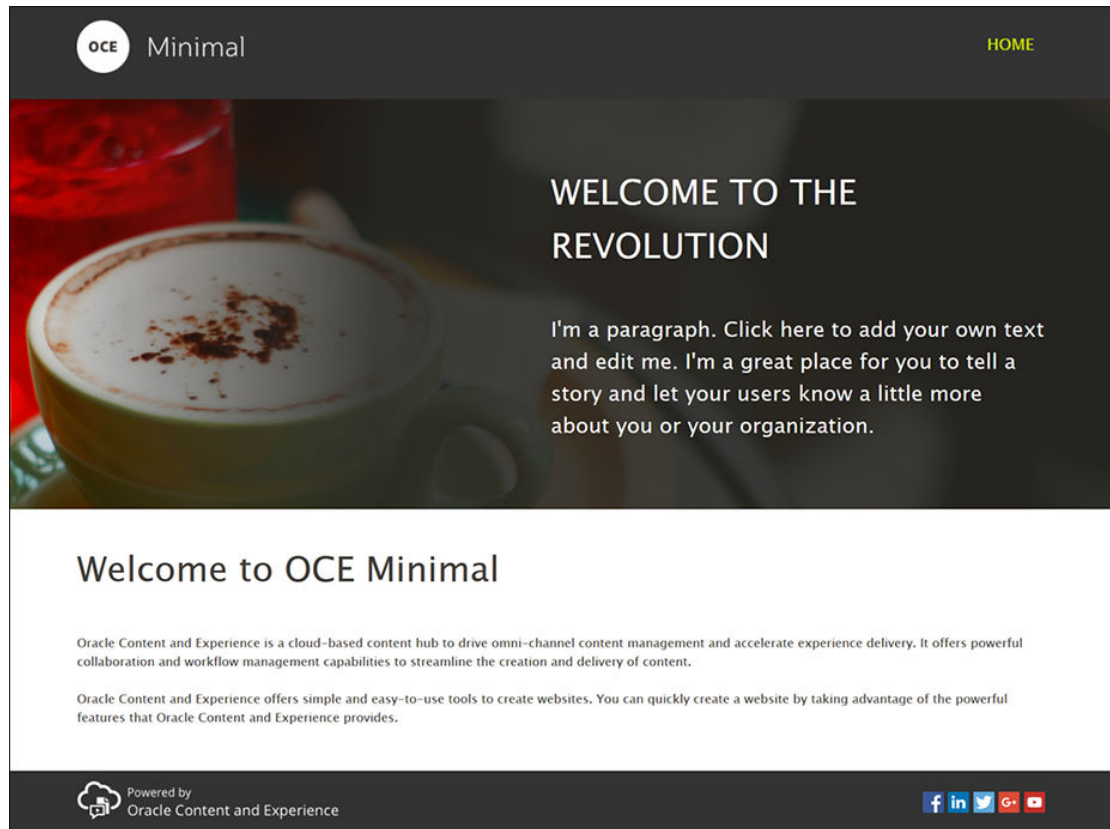 OCE Minimal
HOME
WELCOME TO THE
REVOLUTION
I'm a paragraph. Click here to add your own text
and edit me. I'm a great place for you to tell a
story and let your users know a little more
about you or your organization.
Welcome to OCE Minimal
Oracle Content and Experience is a cloud-based content hub to drive omni-channel content management and accelerate experience delivery. It offers powerful
collaboration and workflow management capabilities to streamline the creation and delivery of content.
Oracle Content and Experience offers simple and easy-to-use tools to create websites. You can quickly create a website by taking advantage of the powerful
features that Oracle Content and Experience provides.
Powered by
Oracle Content and Experience
f in G+